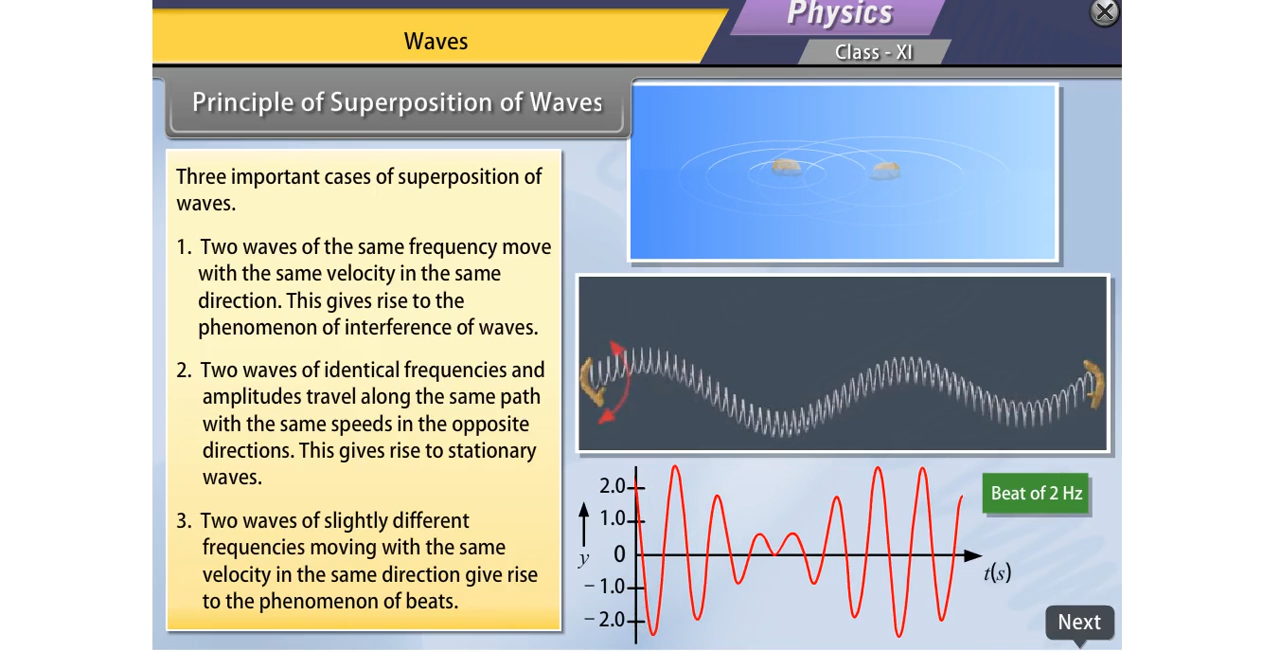 Physics
Waves
Class - XI
Principle of Superposition of Waves
Three important cases of superposition of
waves.
1. Two waves of the same frequency move
with the same velocity in the same
direction. This gives rise to the
phenomenon of interference of waves.
2. Two waves of identical frequencies and
amplitudes travel along the same path
with the same speeds in the opposite
directions. This gives rise to stationary
waves.
3. Two waves of slightly different
frequencies moving with the same
velocity in the same direction give rise
to the phenomenon of beats.
2.0
1.0
0
- 1.0
- 2.0
y
t(s)
Beat of 2 Hz
Next